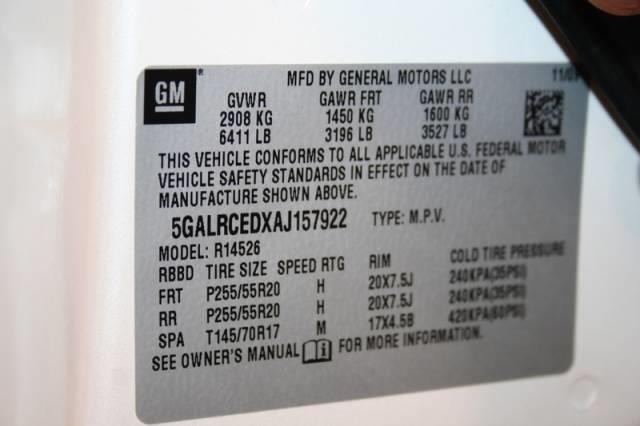 GM
MFD BY GENERAL MOTORS LLC 11/09
GVWR GAWR FRT GAWR RR
2908 KG 1450 KG 1600 KG
6411 LB 3196 LB 3527 LB
THIS VEHICLE CONFORMS TO ALL APPLICABLE U.S. FEDERAL MOTOR
VEHICLE SAFETY STANDARDS IN EFFECT ON THE DATE OF
MANUFACTURE SHOWN ABOVE.
5GALRCEDXAJ157922 TYPE: M.P.V.
MODEL: R14526
RBBD TIRE SIZE SPEED RTG RIM COLD TIRE PRESSURE
FRT P255/55R20 H 20X7.5J 240KPA(35PSI)
RR P255/55R20 H 20X7.5J 240KPA(35PSI)
SPA T145/70R17 M 17X4.5B 420KPA(60PSI)
SEE OWNER'S MANUAL FOR MORE INFORMATION.